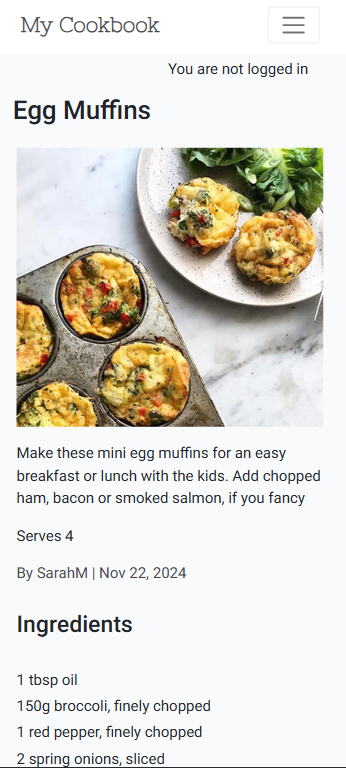 My Cookbook
You are not logged in
Egg Muffins
Make these mini egg muffins for an easy
breakfast or lunch with the kids. Add chopped
ham, bacon or smoked salmon, if you fancy
Serves 4
By SarahM | Nov 22, 2024
Ingredients
1 tbsp oil
150g broccoli, finely chopped
1 red pepper, finely chopped
2 spring onions, sliced